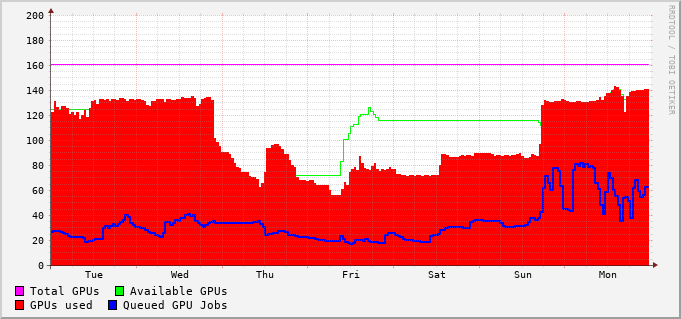 200
180
160
140
120
100
80
60
40
20
0
Tue Wed Thu Fri Sat Sun Mon
Total GPUs Available GPUs
GPUs used Queued GPU Jobs
RRDTOOL / TOBI OETIKER